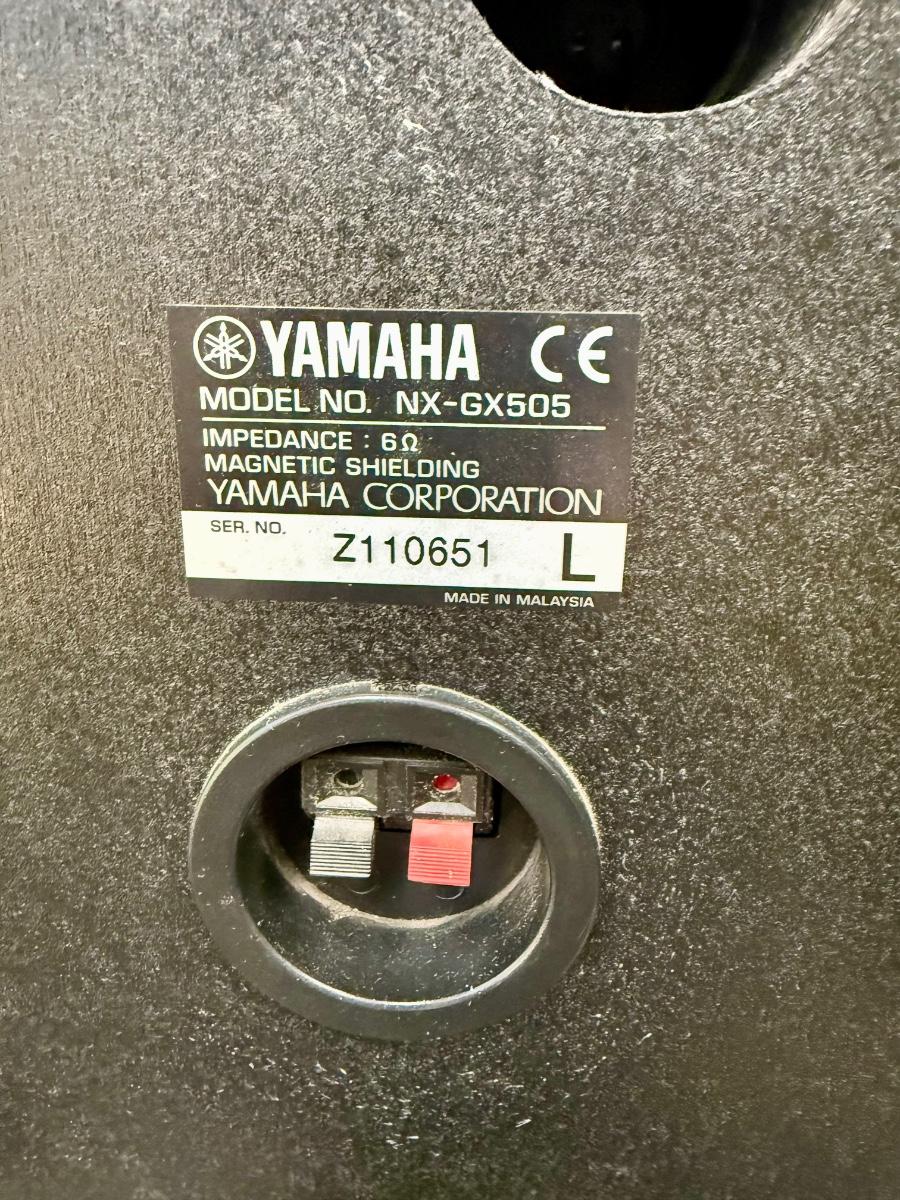 YAMAHA CE
MODEL NO. NX-GX505
IMPEDANCE : 6Ω
MAGNETIC SHIELDING
YAMAHA CORPORATION
SER. NO. Z110651 L
MADE IN MALAYSIA